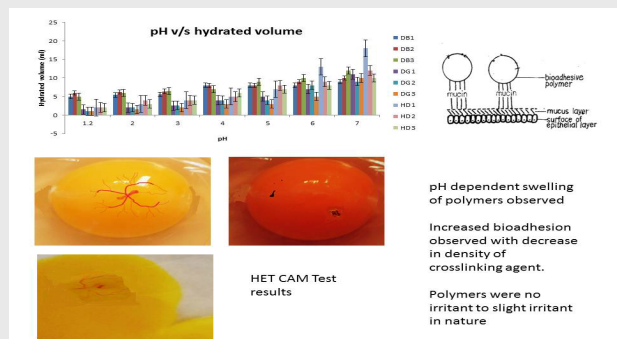 pH v/s hydrated volume
Hydrated volume (ml)
25
20
15
10
5
0
-5
1.2
2
3
4
5
6
7
pH
DB1
DB2
DB3
DG1
DG2
DG3
HD1
HD2
HD3
mucin
mucin
bioadhesive
polymer
mucus layer
surface of
epithelial layer
HET CAM Test
results
pH dependent swelling
of polymers observed
Increased bioadhesion
observed with decrease
in density of
crosslinking agent.
Polymers were no
irritant to slight irritant
in nature